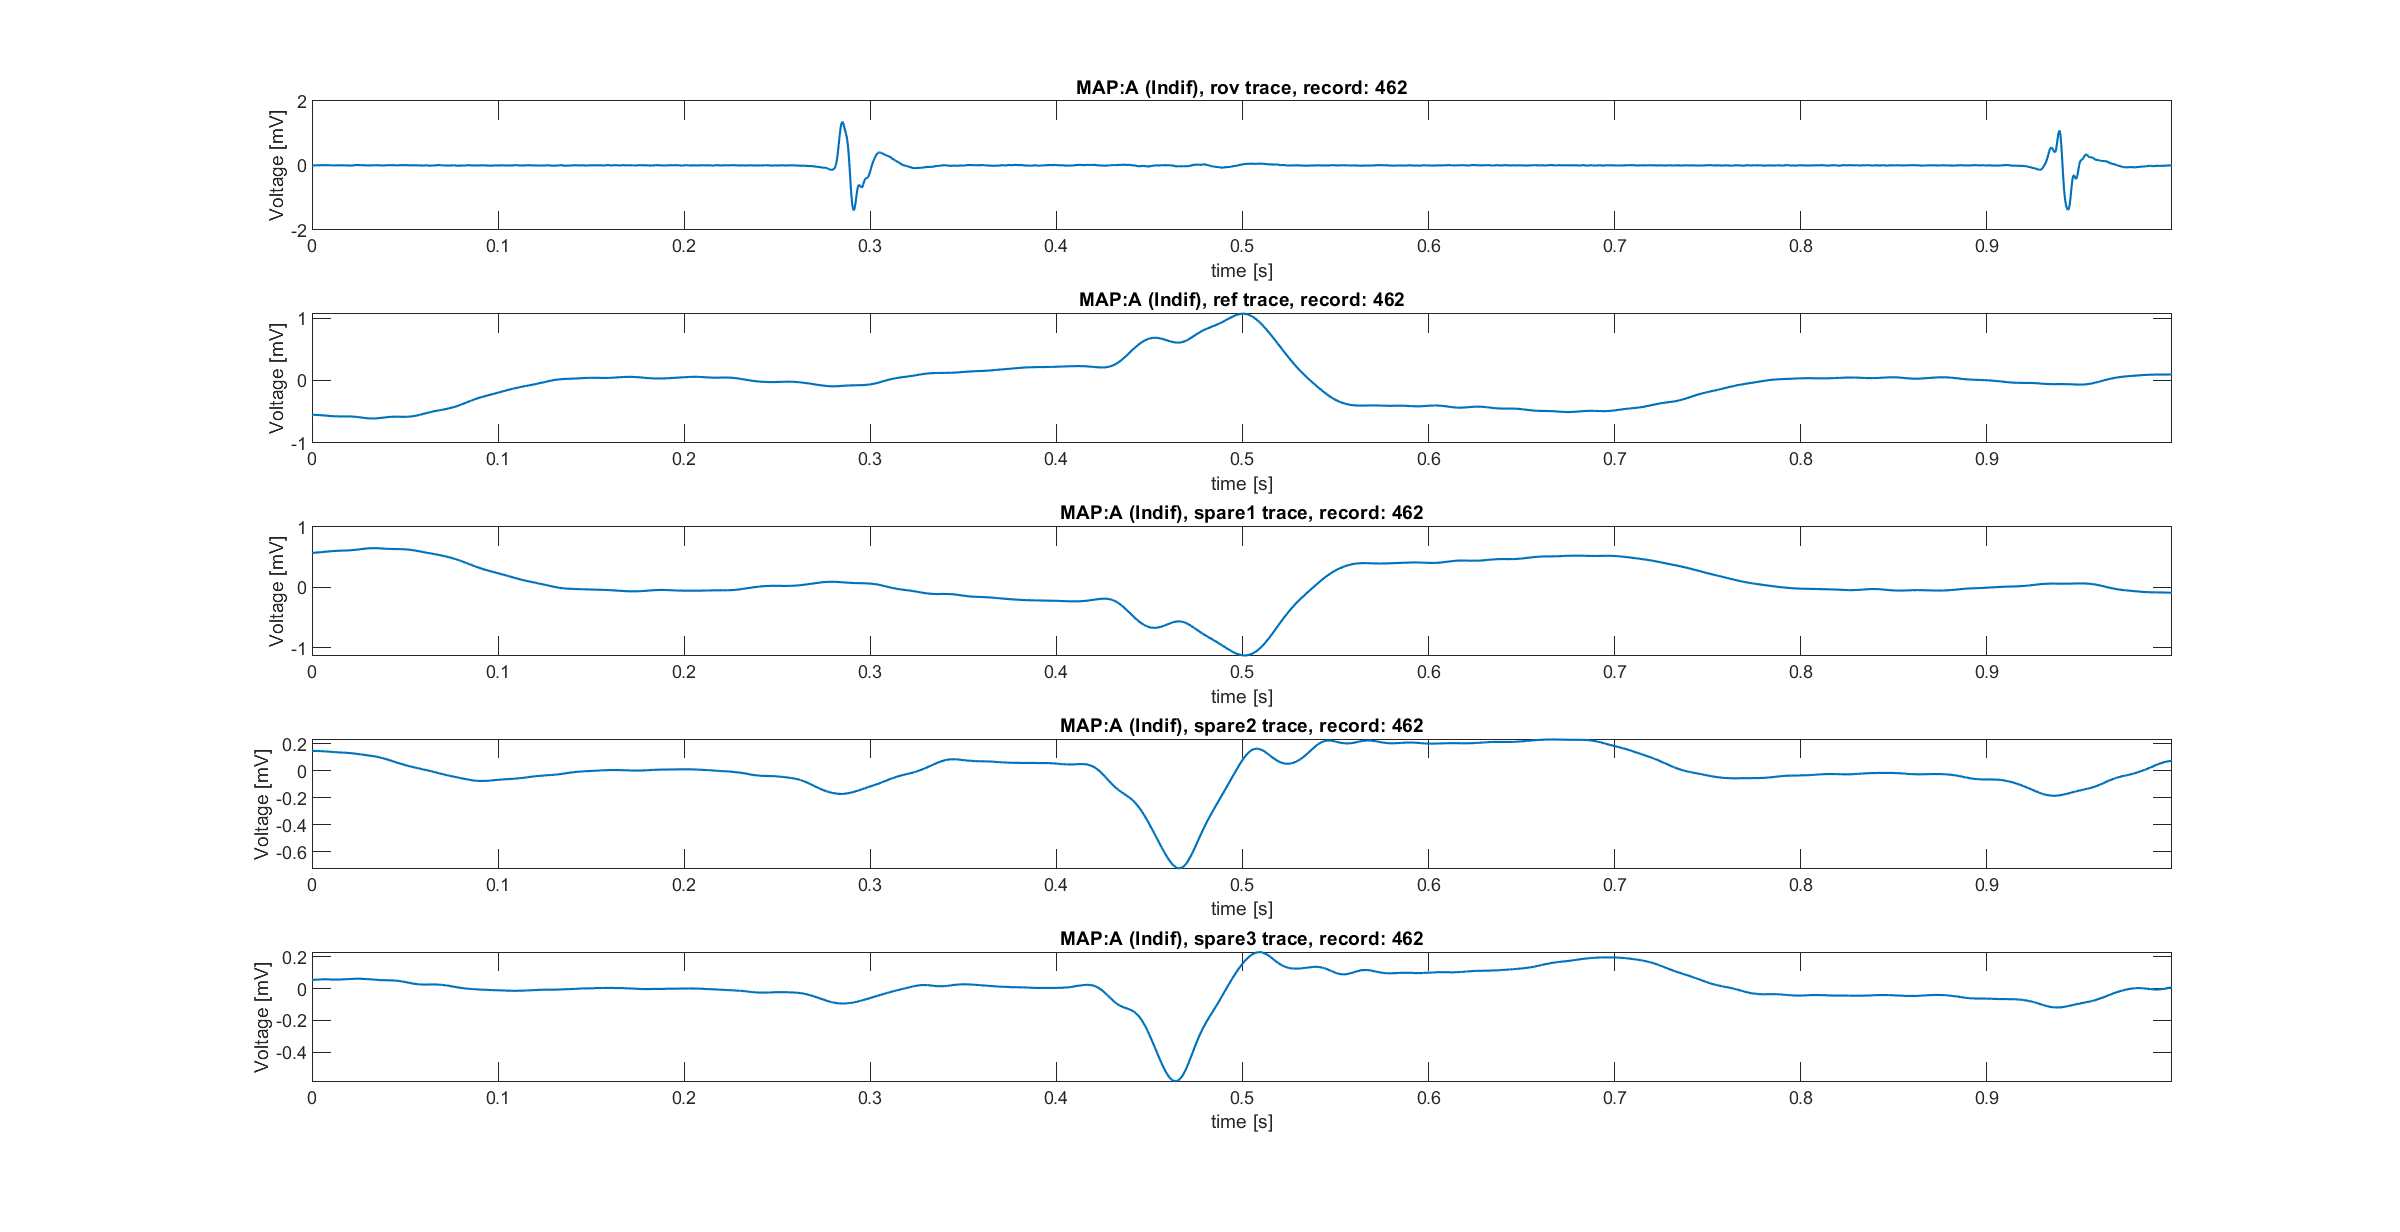 MAP:A (Indif), rov trace, record: 462
Voltage [mV]
2
0
-2
0 0.1 0.2 0.3 0.4 0.5 0.6 0.7 0.8 0.9
time [s]
MAP:A (Indif), ref trace, record: 462
Voltage [mV]
1
0
-1
0 0.1 0.2 0.3 0.4 0.5 0.6 0.7 0.8 0.9
time [s]
MAP:A (Indif), spare1 trace, record: 462
Voltage [mV]
1
0
-1
0 0.1 0.2 0.3 0.4 0.5 0.6 0.7 0.8 0.9
time [s]
MAP:A (Indif), spare2 trace, record: 462
Voltage [mV]
0.2
0
-0.2
-0.4
-0.6
0 0.1 0.2 0.3 0.4 0.5 0.6 0.7 0.8 0.9
time [s]
MAP:A (Indif), spare3 trace, record: 462
Voltage [mV]
0.2
0
-0.2
-0.4
0 0.1 0.2 0.3 0.4 0.5 0.6 0.7 0.8 0.9
time [s]